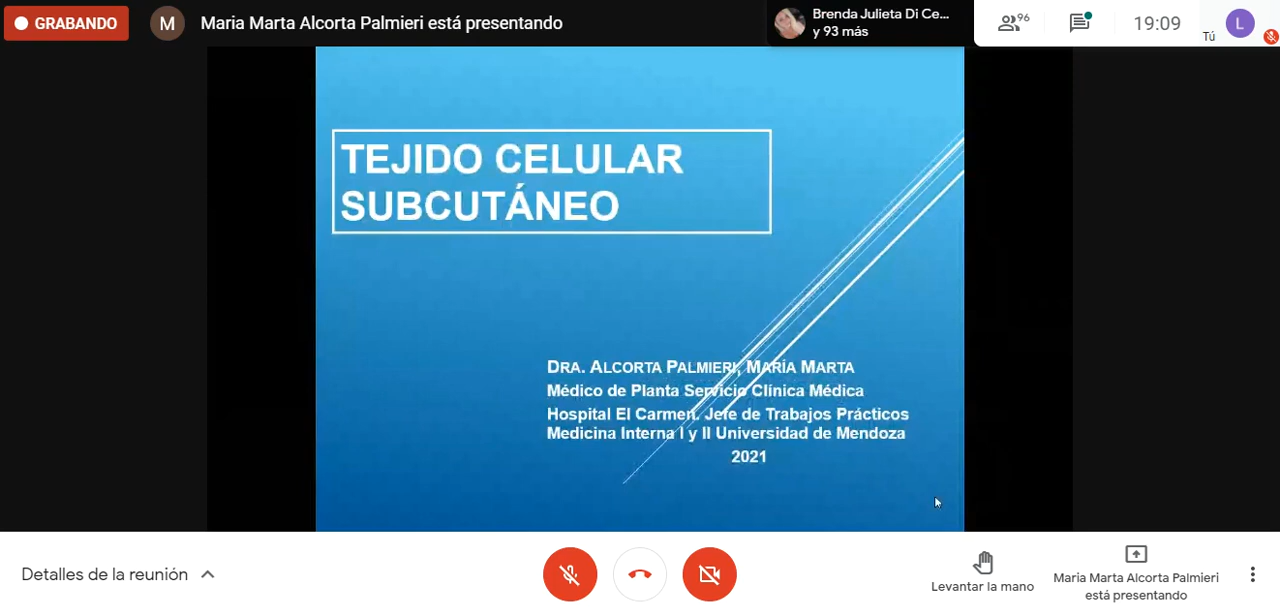 GRABANDO
M
Maria Marta Alcorta Palmieri está presentando
Brenda Julieta Di Ce...
y 93 más
96
19:09
Tú
L
TEJIDO CELULAR
SUBCUTÁNEO
DRA. ALCORTA PALMIERI, MARÍA MARTA
Médico de Planta Servicio Clínica Médica
Hospital El Carmen. Jefe de Trabajos Prácticos
Medicina Interna I y II Universidad de Mendoza
2021
Detalles de la reunión
Levantar la mano
Maria Marta Alcorta Palmieri
está presentando